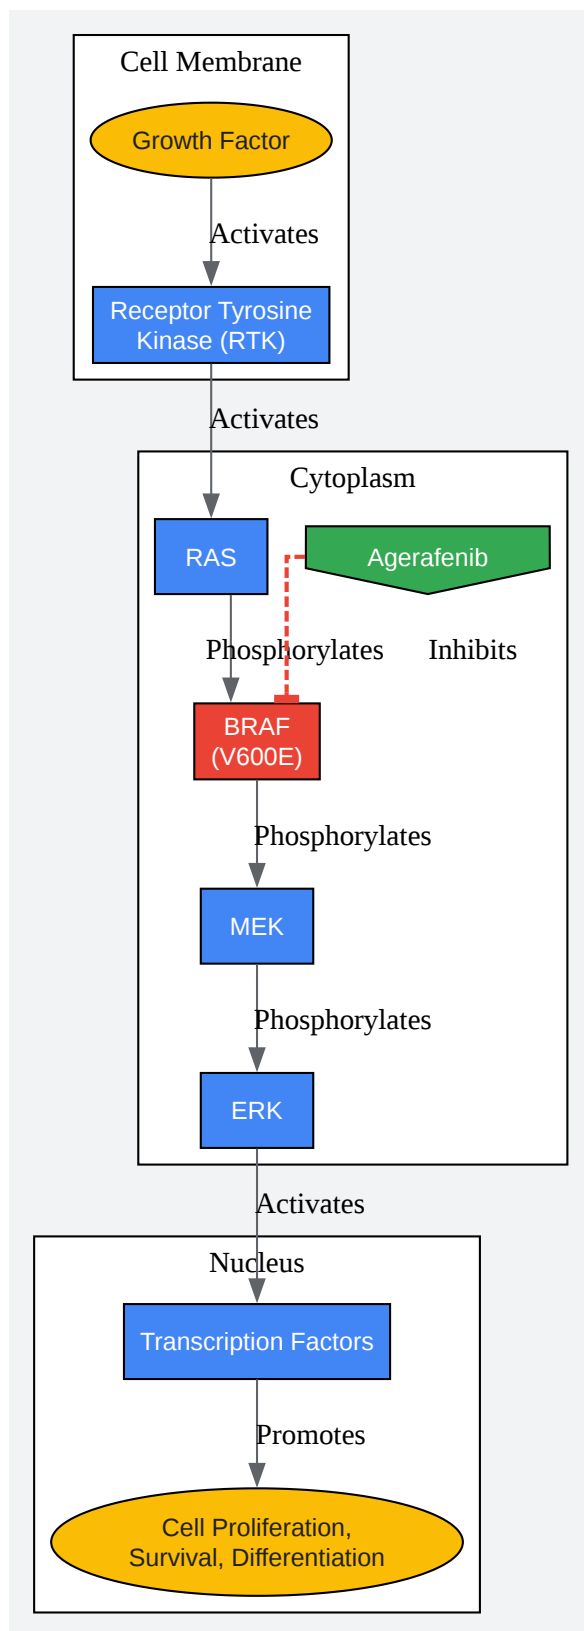 Cell Membrane
Growth Factor
Activates
Receptor Tyrosine
Kinase (RTK)
Activates
Cytoplasm
RAS
Agerafenib
Phosphorylates
Inhibits
BRAF
(V600E)
Phosphorylates
MEK
Phosphorylates
ERK
Activates
Nucleus
Transcription Factors
Promotes
Cell Proliferation,
Survival, Differentiation